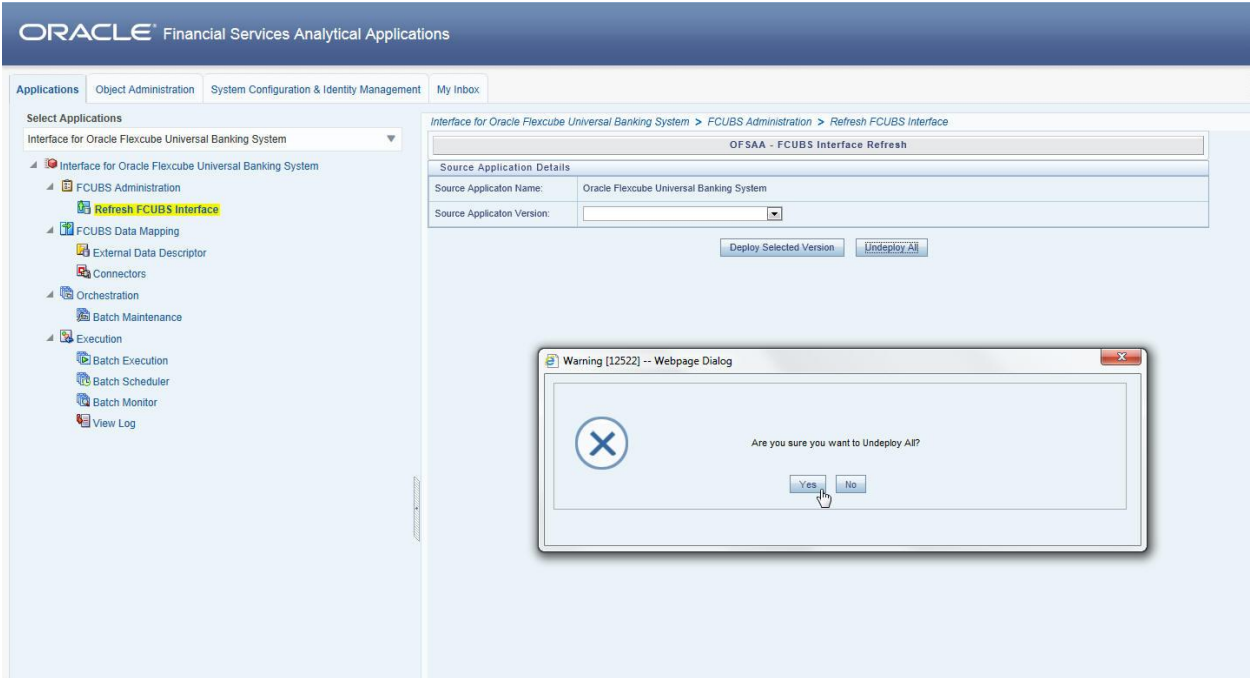 ORACLE® Financial Services Analytical Applications
Applications Object Administration System Configuration & Identity Management My Inbox
Select Applications
Interface for Oracle Flexcube Universal Banking System
Interface for Oracle Flexcube Universal Banking System
FCUBS Administration
Refresh FCUBS Interface
FCUBS Data Mapping
External Data Descriptor
Connectors
Orchestration
Batch Maintenance
Execution
Batch Execution
Batch Scheduler
Batch Monitor
View Log
Interface for Oracle Flexcube Universal Banking System > FCUBS Administration > Refresh FCUBS Interface
OFSAA - FCUBS Interface Refresh
Source Application Details
Source Applicaton Name: Oracle Flexcube Universal Banking System
Source Applicaton Version:
Deploy Selected Version Undeploy All
Warning [12522] -- Webpage Dialog
Are you sure you want to Undeploy All?
Yes No